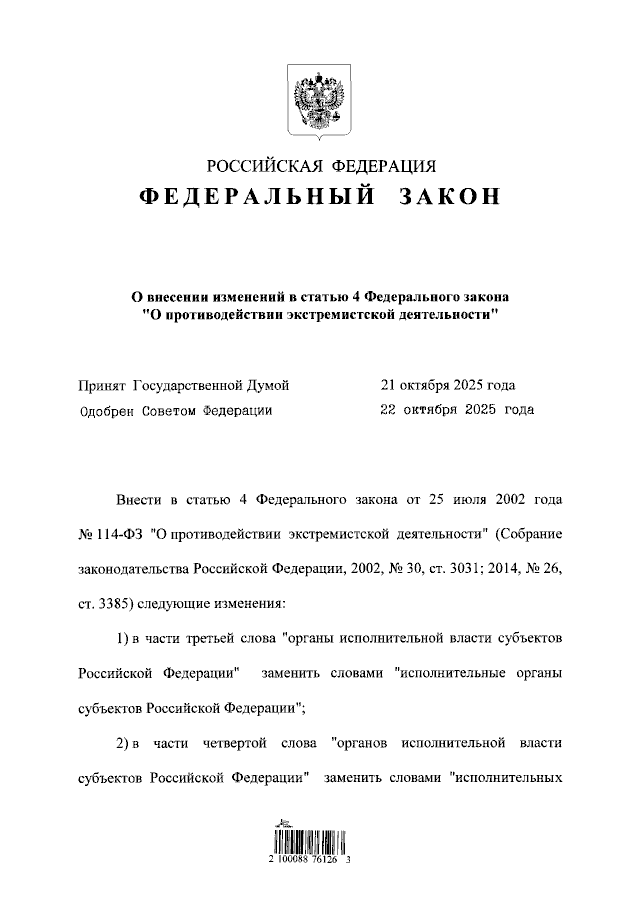 РОССИЙСКАЯ ФЕДЕРАЦИЯ
ФЕДЕРАЛЬНЫЙ ЗАКОН
О внесении изменений в статью 4 Федерального закона
"О противодействии экстремистской деятельности"
Принят Государственной Думой 21 октября 2025 года
Одобрен Советом Федерации 22 октября 2025 года
Внести в статью 4 Федерального закона от 25 июля 2002 года
№ 114-ФЗ "О противодействии экстремистской деятельности" (Собрание
законодательства Российской Федерации, 2002, № 30, ст. 3031; 2014, № 26,
ст. 3385) следующие изменения:
1) в части третьей слова "органы исполнительной власти субъектов
Российской Федерации" заменить словами "исполнительные органы
субъектов Российской Федерации";
2) в части четвертой слова "органов исполнительной власти
субъектов Российской Федерации" заменить словами "исполнительных
2 100088 76126 3